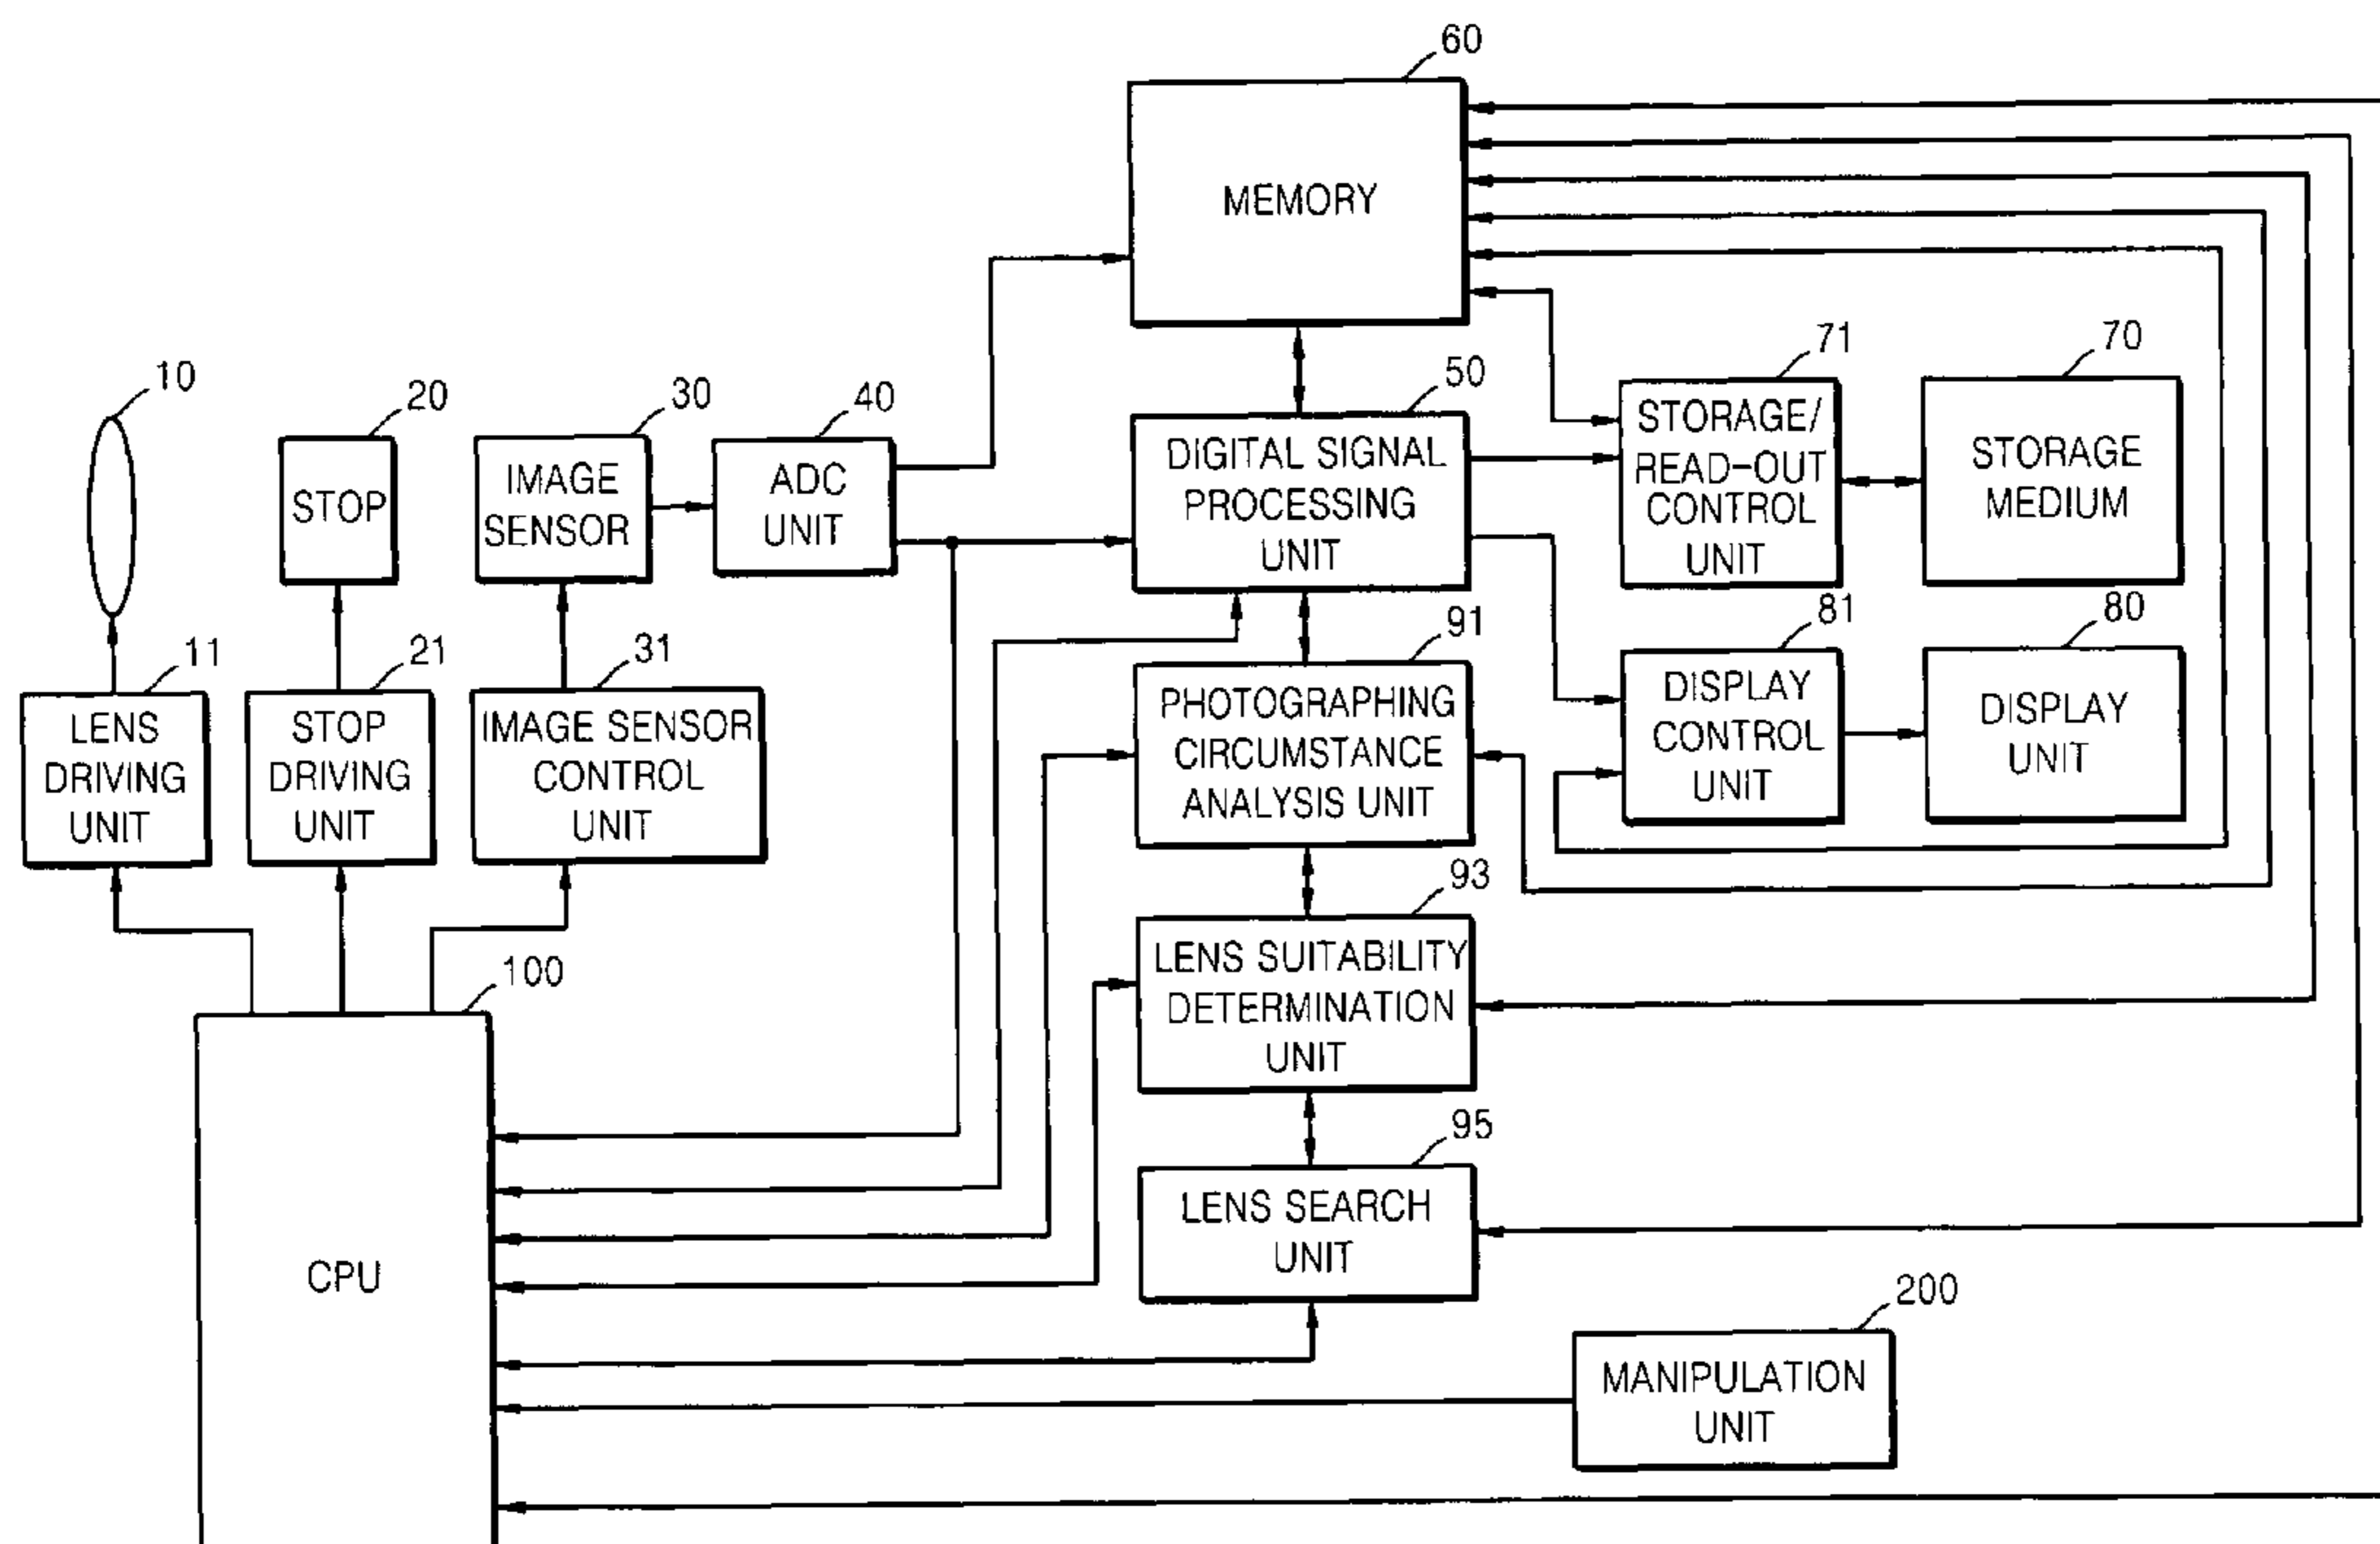 60
MEMORY
10
20
30
40
50
71
70
STOP
IMAGE
SENSOR
ADC
UNIT
DIGITAL SIGNAL
PROCESSING
UNIT
STORAGE/
READ-OUT
CONTROL
UNIT
STORAGE
MEDIUM
11
21
31
91
81
80
LENS
DRIVING
UNIT
STOP
DRIVING
UNIT
IMAGE SENSOR
CONTROL
UNIT
PHOTOGRAPHING
CIRCUMSTANCE
ANALYSIS UNIT
DISPLAY
CONTROL
UNIT
DISPLAY
UNIT
93
LENS SUITABILITY
DETERMINATION
UNIT
100
CPU
95
LENS SEARCH
UNIT
200
MANIPULATION
UNIT